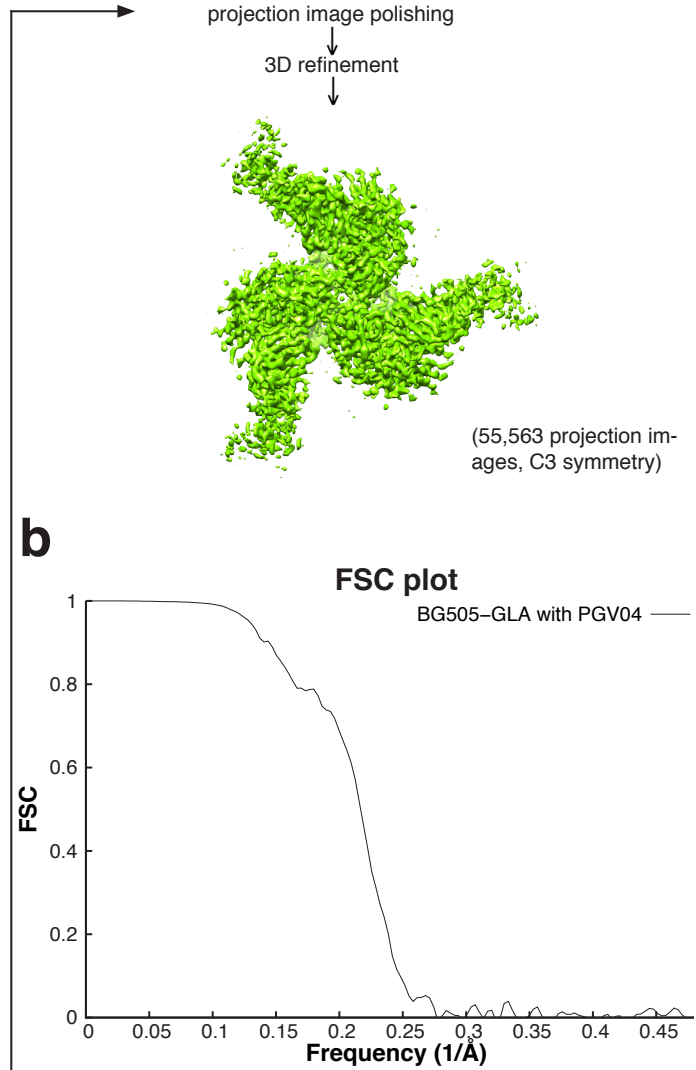 projection image polishing
3D refinement
(55,563 projection im-
ages, C3 symmetry)
b
FSC plot
BG505–GLA with PGV04
1
0.8
0.6
0.4
0.2
0
FSC
0 0.05 0.1 0.15 0.2 0.25 0.3 0.35 0.4 0.45
Frequency (1/Å)